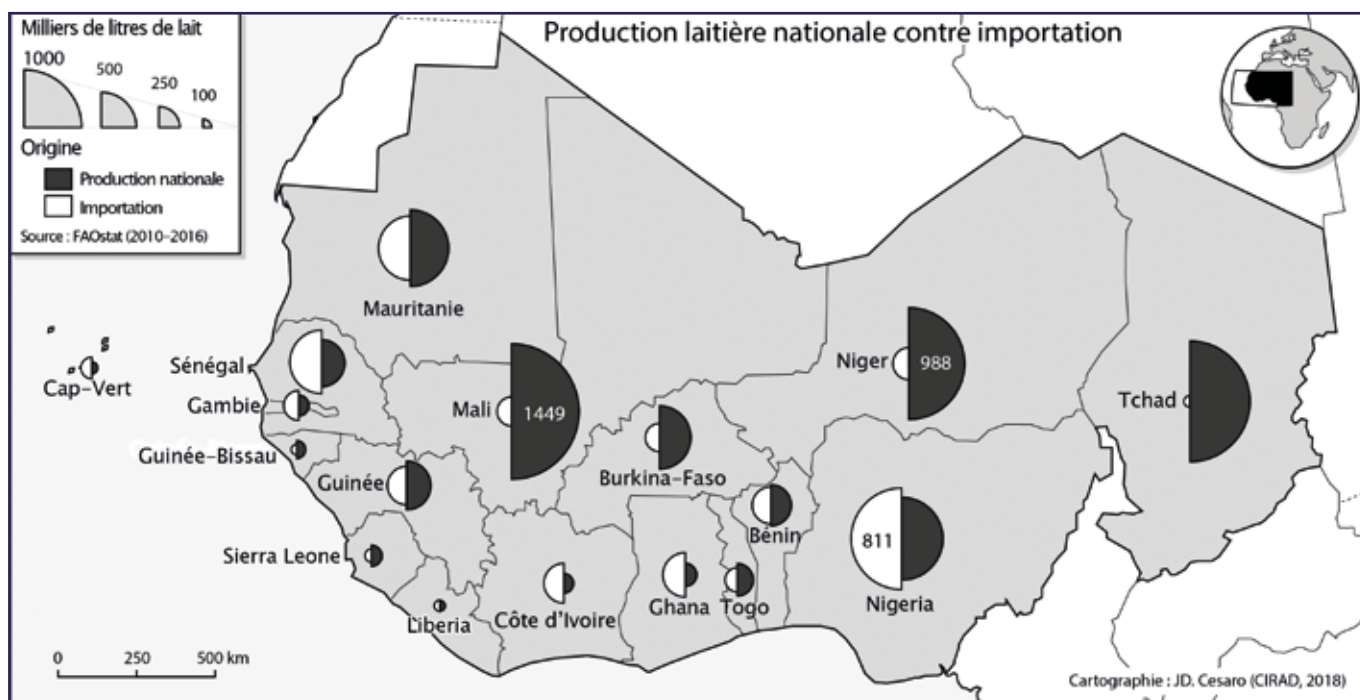 Production laitière nationale contre importation
Milliers de litres de lait
1000
500
250
100
Origine
Production nationale
Importation
Source : FAOstat (2010–2016)
Mauritanie
Cap–Vert
Sénégal
Gambie
Guinée–Bissau
Guinée
Sierra Leone
Liberia
Mali
1449
Burkina–Faso
Côte d'Ivoire
Ghana
Togo
Bénin
Niger
988
Nigeria
811
Tchad
0 250 500 km
Cartographie : JD. Cesaro (CIRAD, 2018)